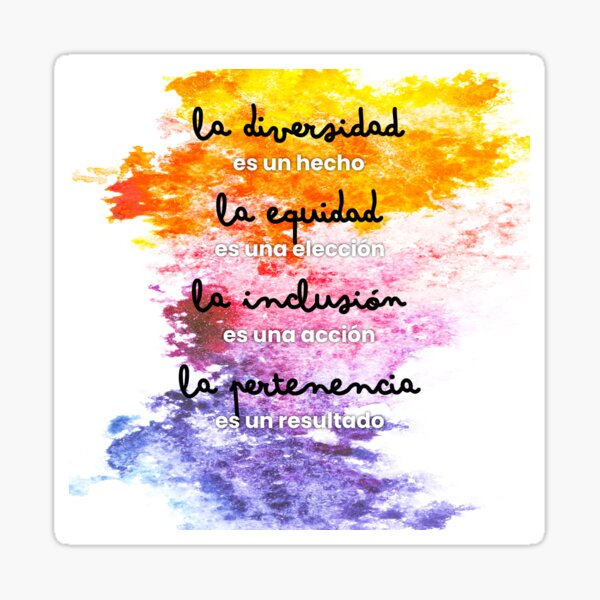 la diversidad
es un hecho
la equidad
es una elección
la inclusión
es una acción
la pertenencia
es un resultado